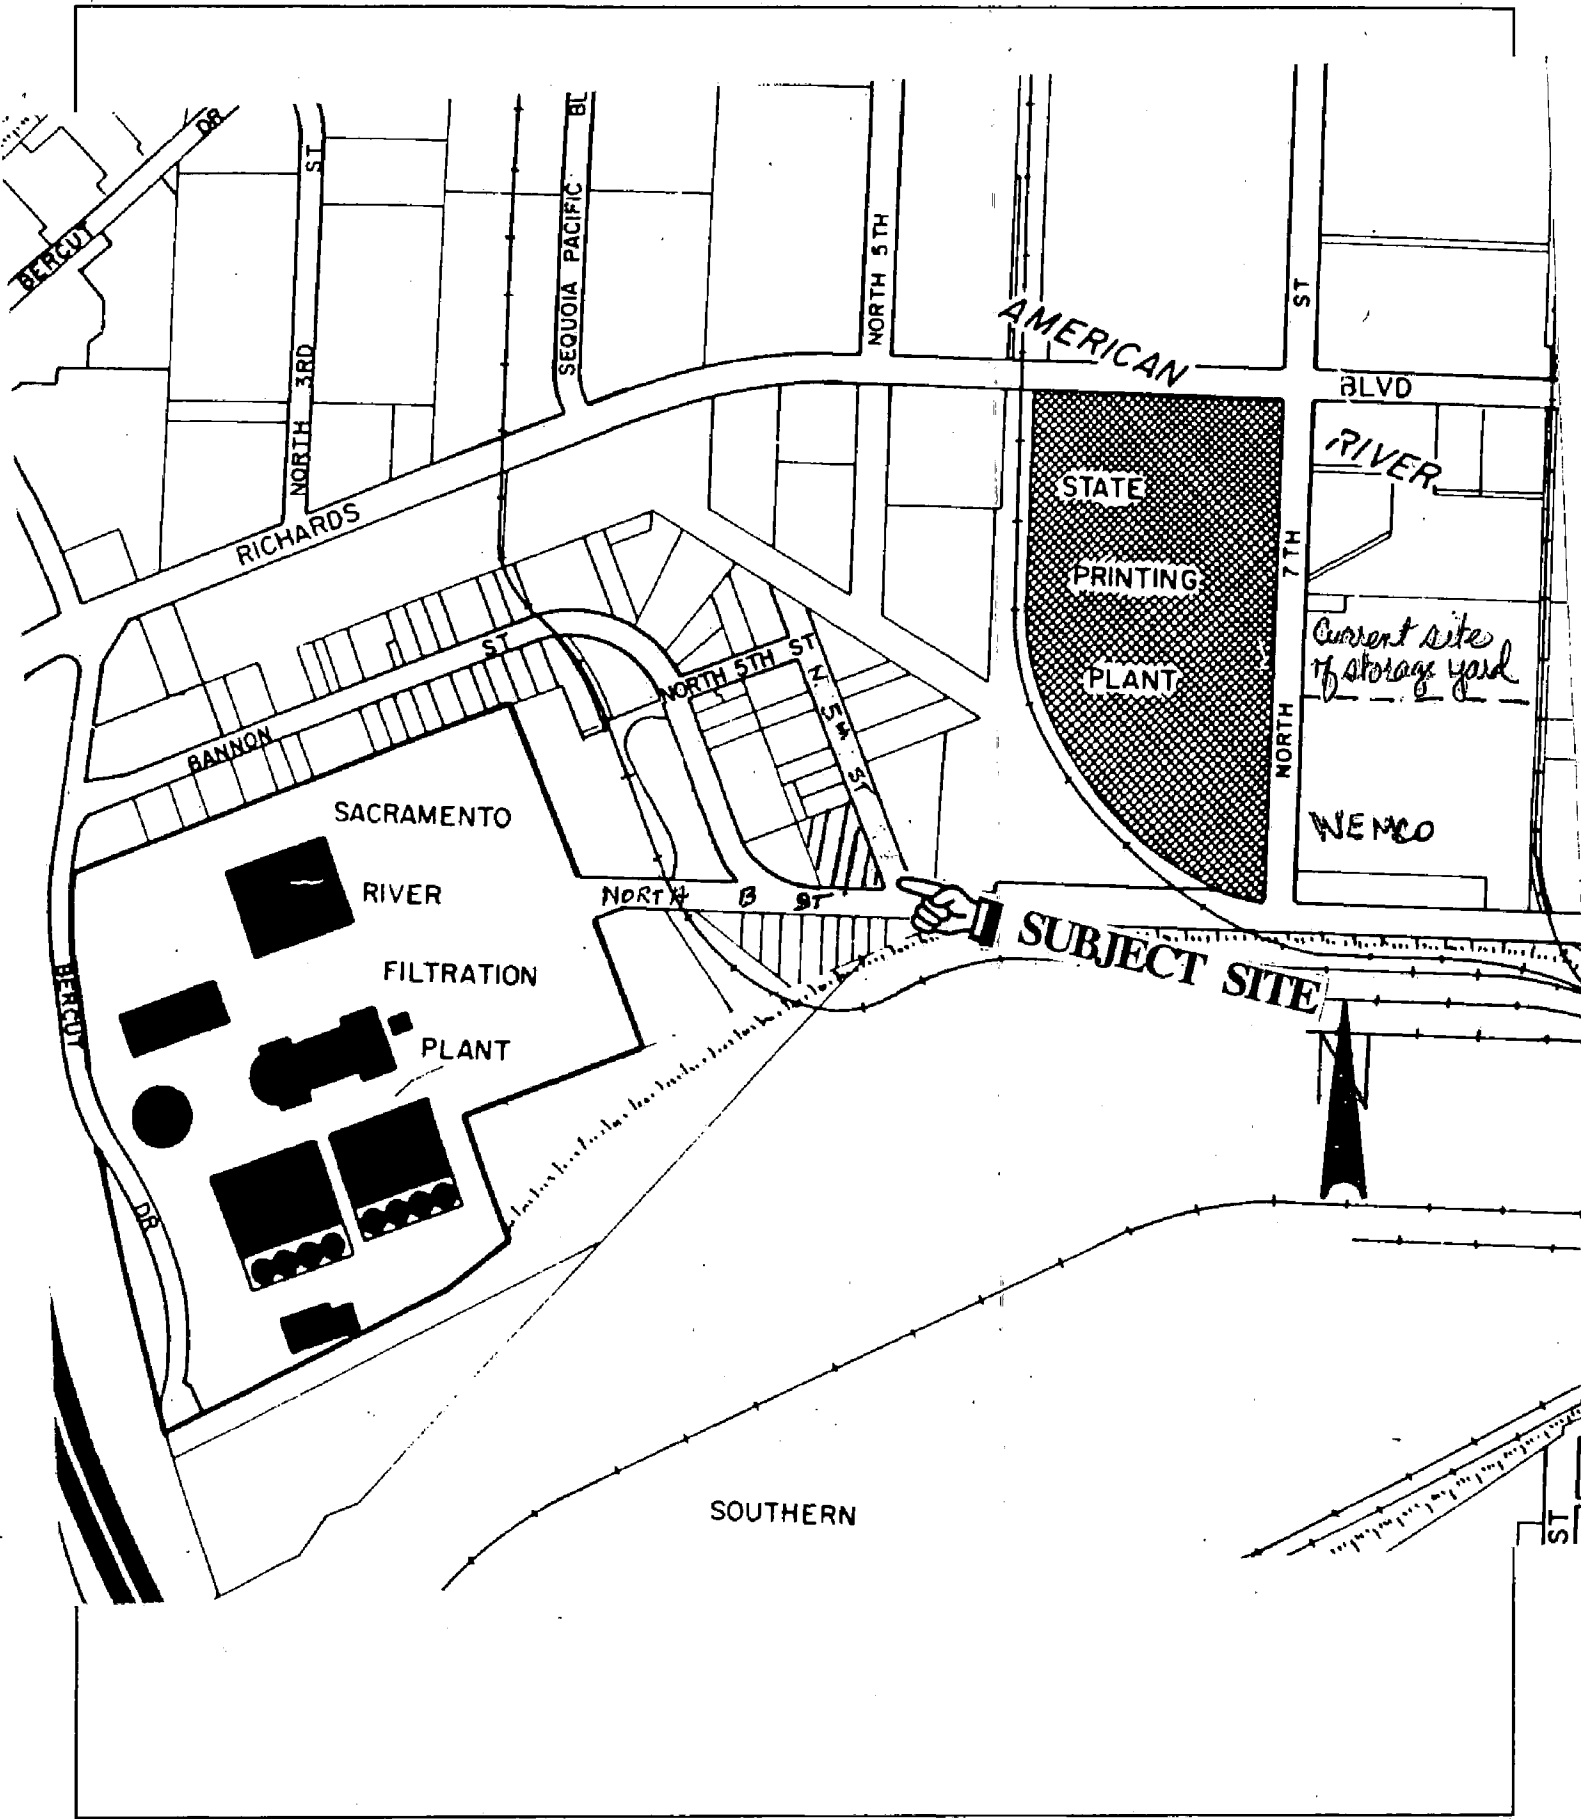 DR
BERCUT
ST
NORTH 3RD
SEQUOIA PACIFIC BL
NORTH 5TH
AMERICAN
ST
BLVD
RIVER
RICHARDS
STATE
PRINTING
PLANT
7TH
NORTH
Current site
of storage yard
WEMCO
ST
BANNON
NORTH 5TH ST
N 5th ST
SACRAMENTO
RIVER
FILTRATION
PLANT
NORTH B ST
SUBJECT SITE
N
BERCUT
DR
SOUTHERN
ST